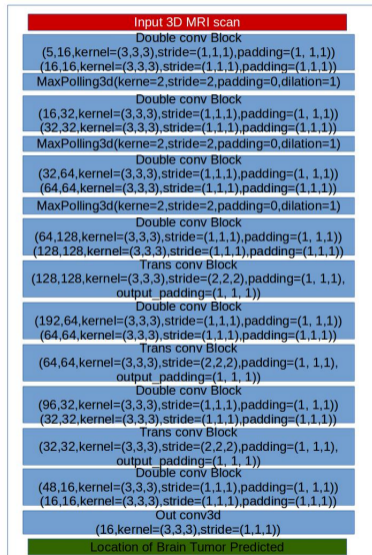 Input 3D MRI scan
Double conv Block
(5,16,kernel=(3,3,3),stride=(1,1,1),padding=(1, 1,1))
(16,16,kernel=(3,3,3),stride=(1,1,1),padding=(1,1,1))
MaxPolling3d(kerne=2,stride=2,padding=0,dilation=1)
Double conv Block
(16,32,kernel=(3,3,3),stride=(1,1,1),padding=(1, 1,1))
(32,32,kernel=(3,3,3),stride=(1,1,1),padding=(1,1,1))
MaxPolling3d(kerne=2,stride=2,padding=0,dilation=1)
Double conv Block
(32,64,kernel=(3,3,3),stride=(1,1,1),padding=(1, 1,1))
(64,64,kernel=(3,3,3),stride=(1,1,1),padding=(1,1,1))
MaxPolling3d(kerne=2,stride=2,padding=0,dilation=1)
Double conv Block
(64,128,kernel=(3,3,3),stride=(1,1,1),padding=(1, 1,1))
(128,128,kernel=(3,3,3),stride=(1,1,1),padding=(1,1,1))
Trans conv Block
(128,128,kernel=(3,3,3),stride=(2,2,2),padding=(1, 1,1),
output_padding=(1, 1, 1))
Double conv Block
(192,64,kernel=(3,3,3),stride=(1,1,1),padding=(1, 1,1))
(64,64,kernel=(3,3,3),stride=(1,1,1),padding=(1,1,1))
Trans conv Block
(64,64,kernel=(3,3,3),stride=(2,2,2),padding=(1, 1,1),
output_padding=(1, 1, 1))
Double conv Block
(96,32,kernel=(3,3,3),stride=(1,1,1),padding=(1, 1,1))
(32,32,kernel=(3,3,3),stride=(1,1,1),padding=(1,1,1))
Trans conv Block
(32,32,kernel=(3,3,3),stride=(2,2,2),padding=(1, 1,1),
output_padding=(1, 1, 1))
Double conv Block
(48,16,kernel=(3,3,3),stride=(1,1,1),padding=(1, 1,1))
(16,16,kernel=(3,3,3),stride=(1,1,1),padding=(1,1,1))
Out conv3d
(16,kernel=(3,3,3),stride=(1,1,1))
Location of Brain Tumor Predicted